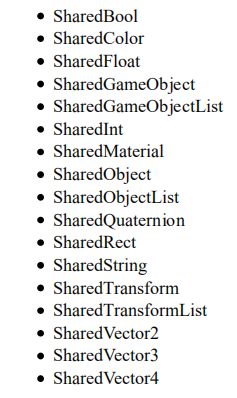 SharedBool
SharedColor
SharedFloat
SharedGameObject
SharedGameObjectList
SharedInt
SharedMaterial
SharedObject
SharedObjectList
SharedQuaternion
SharedRect
SharedString
SharedTransform
SharedTransformList
SharedVector2
SharedVector3
SharedVector4